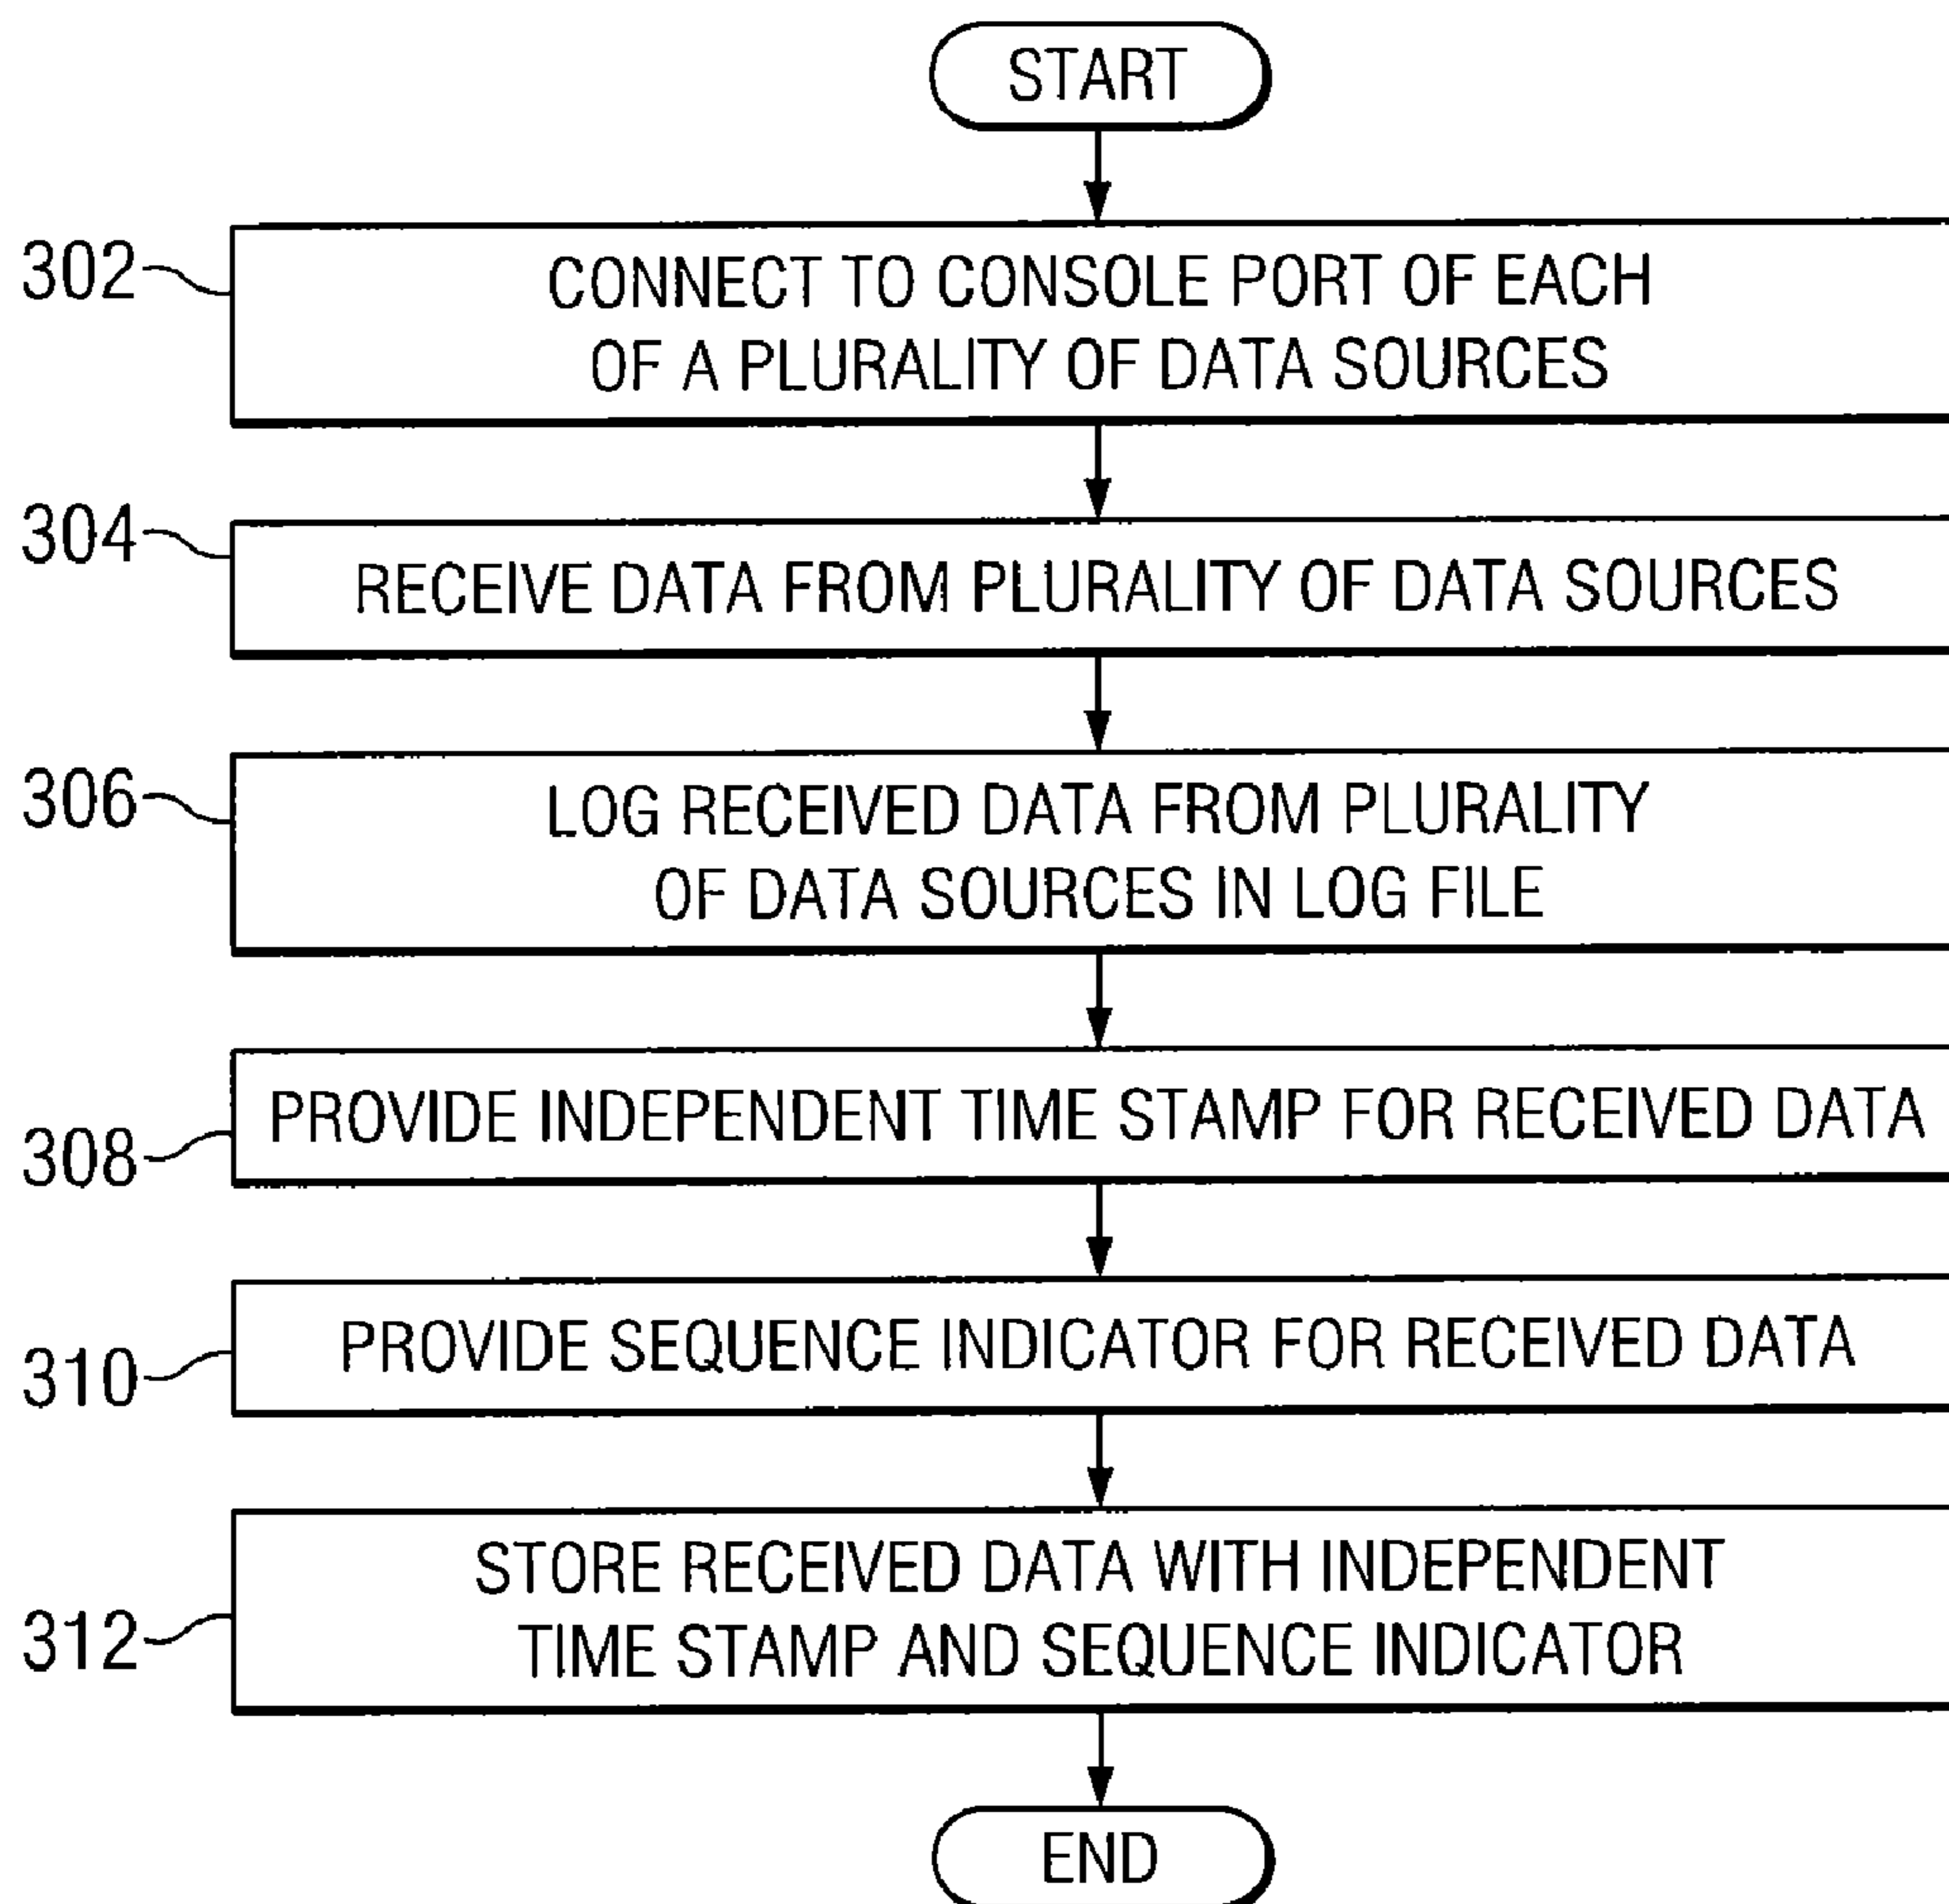 START
302
CONNECT TO CONSOLE PORT OF EACH
OF A PLURALITY OF DATA SOURCES
304
RECEIVE DATA FROM PLURALITY OF DATA SOURCES
306
LOG RECEIVED DATA FROM PLURALITY
OF DATA SOURCES IN LOG FILE
308
PROVIDE INDEPENDENT TIME STAMP FOR RECEIVED DATA
310
PROVIDE SEQUENCE INDICATOR FOR RECEIVED DATA
312
STORE RECEIVED DATA WITH INDEPENDENT
TIME STAMP AND SEQUENCE INDICATOR
END